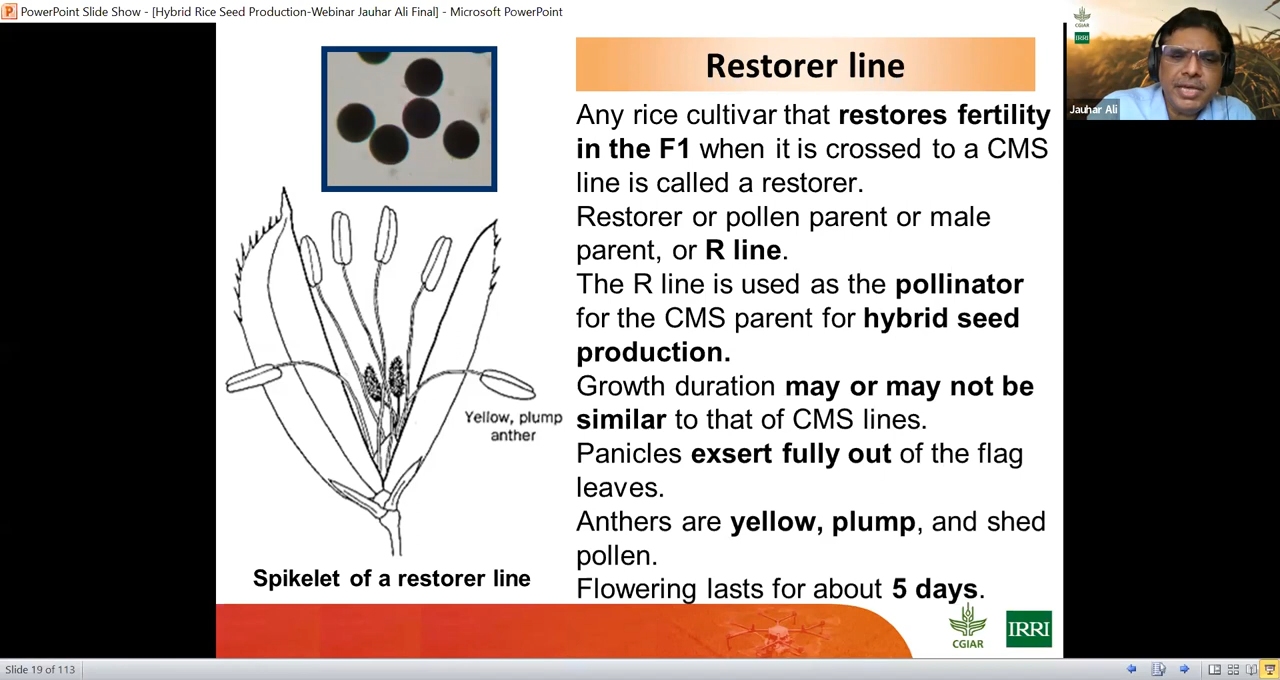 PowerPoint Slide Show - [Hybrid Rice Seed Production-Webinar Jauhar Ali Final] - Microsoft PowerPoint
CGIAR
IRRI
Jauhar Ali
Restorer line
Any rice cultivar that restores fertility
in the F1 when it is crossed to a CMS
line is called a restorer.
Restorer or pollen parent or male
parent, or R line.
The R line is used as the pollinator
for the CMS parent for hybrid seed
production.
Growth duration may or may not be
similar to that of CMS lines.
Panicles exsert fully out of the flag
leaves.
Anthers are yellow, plump, and shed
pollen.
Flowering lasts for about 5 days.
Yellow, plump
anther
Spikelet of a restorer line
CGIAR
IRRI
Slide 19 of 113